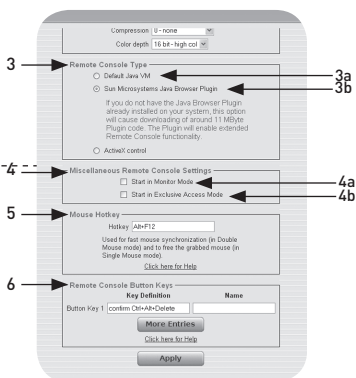 Compression 0 - none
Color depth 16 bit - high col
3 Remote Console Type
Default Java VM 3a
Sun Microsystems Java Browser Plugin 3b
If you do not have the Java Browser Plugin
already installed on your system, this option
will cause downloading of around 11 MByte
Plugin code. The Plugin will enable extended
Remote Console functionality.
ActiveX control
4 Miscellaneous Remote Console Settings
Start in Monitor Mode 4a
Start in Exclusive Access Mode 4b
5 Mouse Hotkey
Hotkey Alt+F12
Used for fast mouse synchronization (in Double
Mouse mode) and to free the grabbed mouse (in
Single Mouse mode).
Click here for Help
6 Remote Console Button Keys
Key Definition Name
Button Key 1 confirm Ctrl+Alt+Delete
More Entries
Click here for Help
Apply